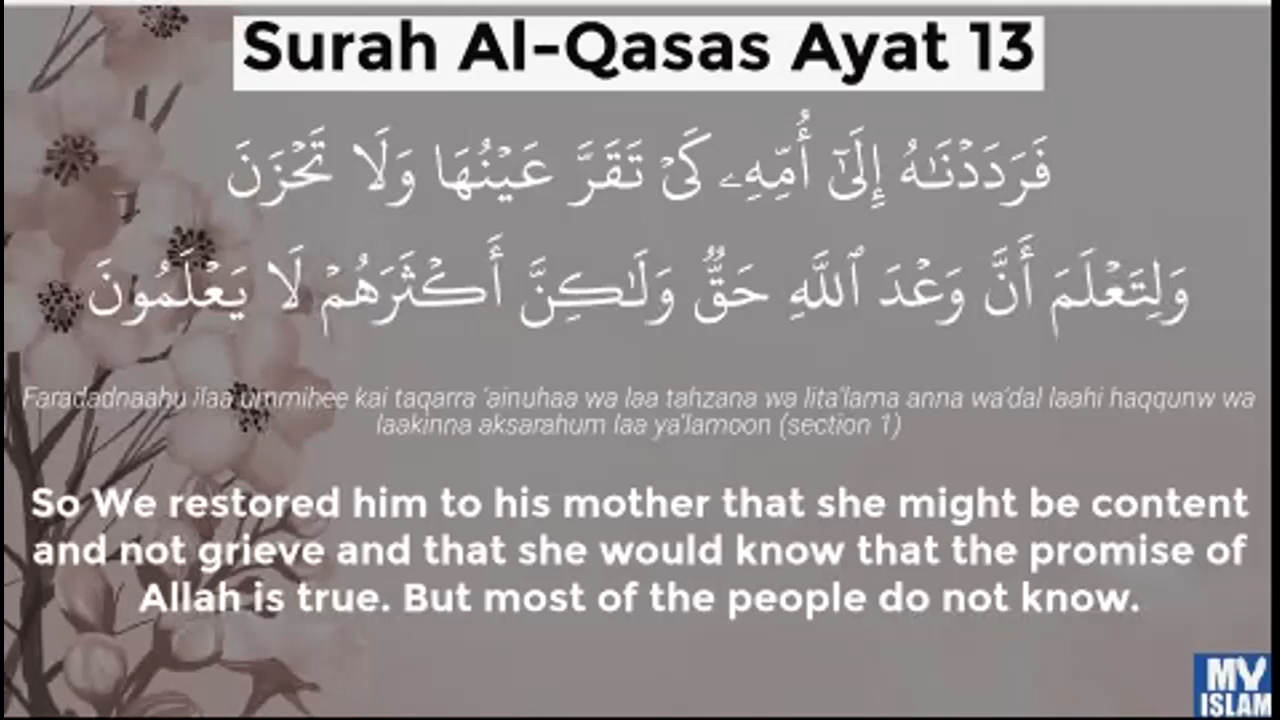 Surah Al-Qasas Ayat 13
فَرَدَدْنَـٰهُ إِلَىٰٓ أُمِّهِۦ كَىْ تَقَرَّ عَيْنُهَا وَلَا تَحْزَنَ
وَلِتَعْلَمَ أَنَّ وَعْدَ ٱللَّهِ حَقٌّ وَلَـٰكِنَّ أَكْثَرَهُمْ لَا يَعْلَمُونَ
Faradadnaahu ilaa ummihee kai taqarra 'ainuhaa wa laa tahzana wa lita'lama anna wa'dal laahi haqqunw wa
laakinna aksarahum laa ya'lamoon (section 1)
So We restored him to his mother that she might be content
and not grieve and that she would know that the promise of
Allah is true. But most of the people do not know.
MY
ISLAM